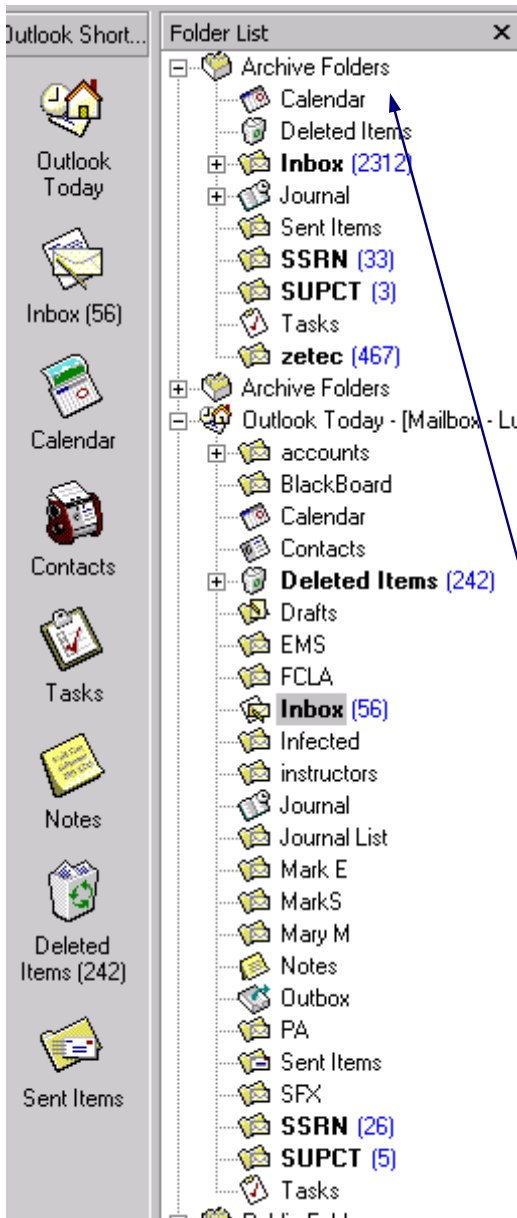 Outlook Short...
Outlook
Today
Inbox (56)
Calendar
Contacts
Tasks
Notes
Deleted
Items (242)
Sent Items
Folder List
Archive Folders
Calendar
Deleted Items
Inbox (2312)
Journal
Sent Items
SSRN (33)
SUPCT (3)
Tasks
zetec (467)
Archive Folders
Outlook Today - [Mailbox - Lu
accounts
BlackBoard
Calendar
Contacts
Deleted Items (242)
Drafts
EMS
FCLA
Inbox (56)
Infected
instructors
Journal
Journal List
Mark E
MarkS
Mary M
Notes
Outbox
PA
Sent Items
SFX
SSRN (26)
SUPCT (5)
Tasks